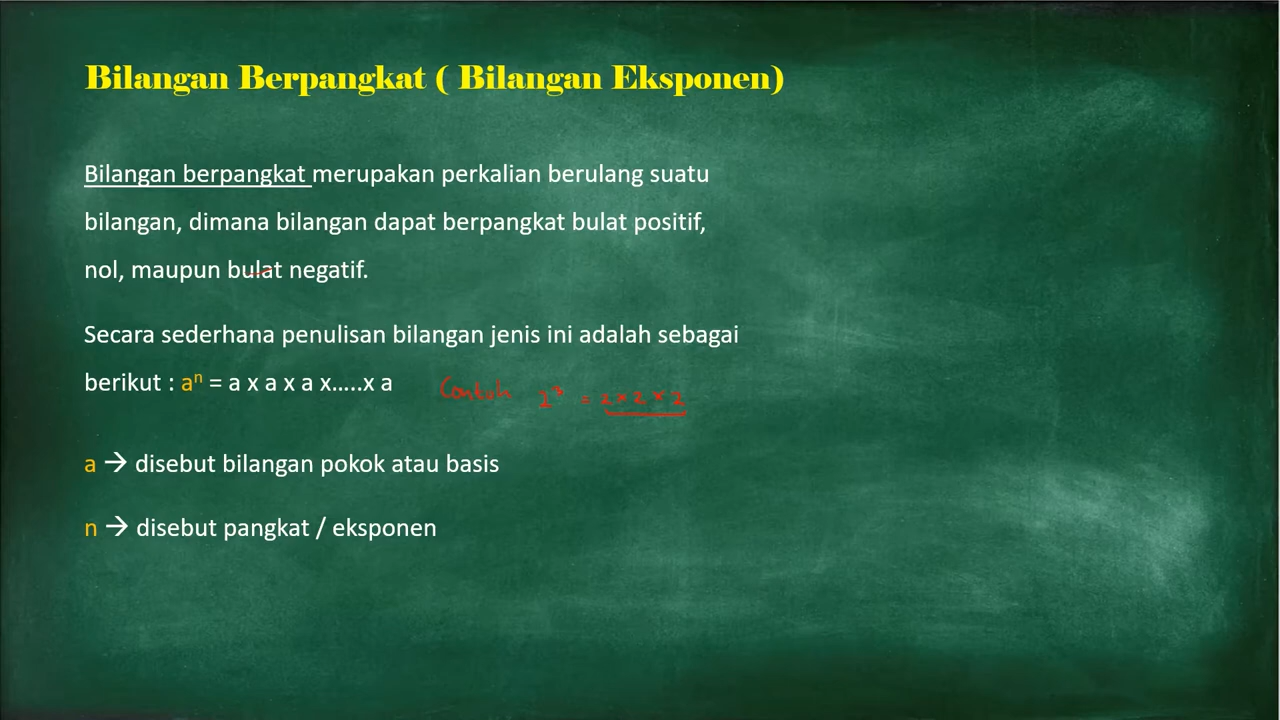 Bilangan Berpangkat ( Bilangan Eksponen)
Bilangan berpangkat merupakan perkalian berulang suatu
bilangan, dimana bilangan dapat berpangkat bulat positif,
nol, maupun bulat negatif.
Secara sederhana penulisan bilangan jenis ini adalah sebagai
berikut : aⁿ = a x a x a x.....x a
Contoh 2³ = 2 x 2 x 2
a → disebut bilangan pokok atau basis
n → disebut pangkat / eksponen